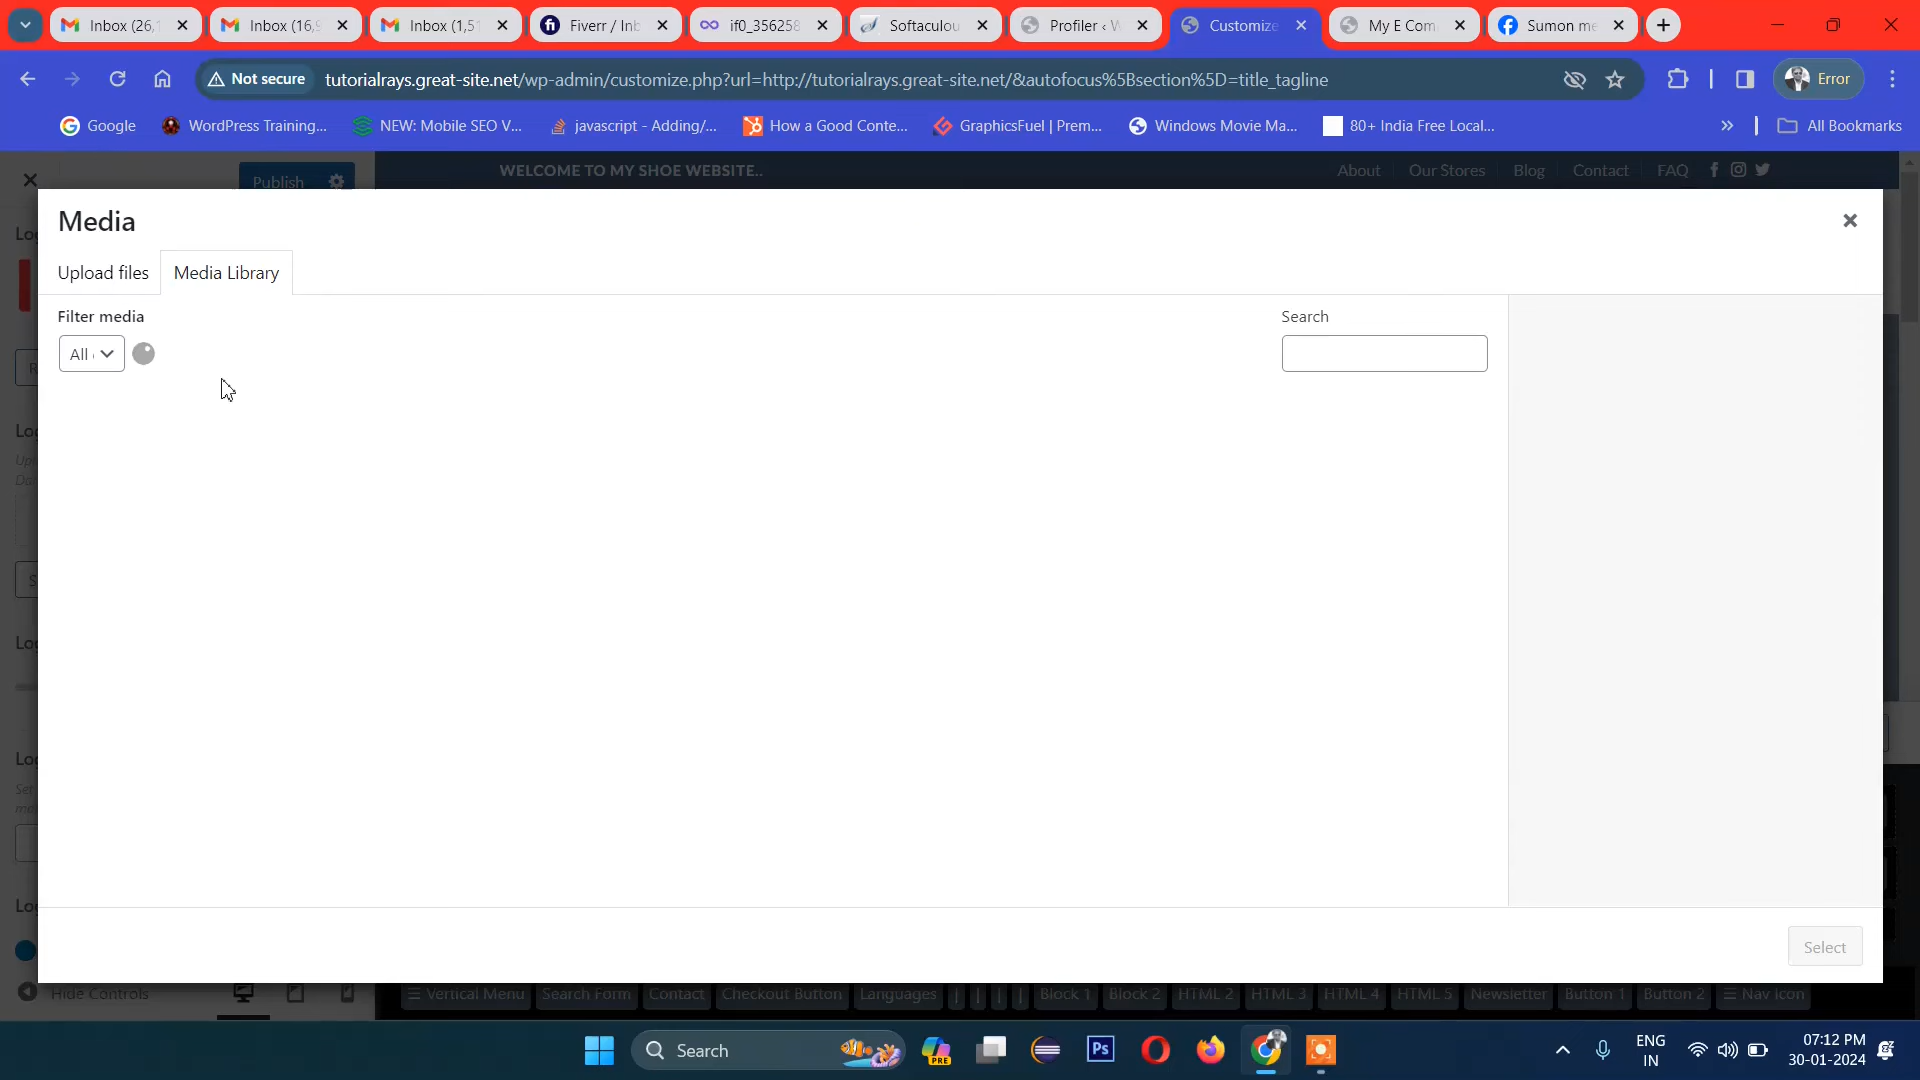 Inbox (26,
Inbox (16,9
Inbox (1,51
Fiverr / Inb
if0_356258
Softaculou
Profiler ‹ W
Customize
My E Com
Sumon me
Not secure
tutorialrays.great-site.net/wp-admin/customize.php?url=http://tutorialrays.great-site.net/&autofocus%5Bsection%5D=title_tagline
Error
Google
WordPress Training...
NEW: Mobile SEO V...
javascript - Adding/...
How a Good Conte...
GraphicsFuel | Prem...
Windows Movie Ma...
80+ India Free Local...
All Bookmarks
Publish
WELCOME TO MY SHOE WEBSITE..
About
Our Stores
Blog
Contact
FAQ
Media
Upload files
Media Library
Filter media
Search
All
Select
Hide Controls
Vertical Menu
Search Form
Contact
Checkout Button
Languages
|
|
|
|
Block 1
Block 2
HTML 2
HTML 3
HTML 4
HTML 5
Newsletter
Button 1
Button 2
Nav Icon
Search
PRE
Ps
ENG
IN
07:12 PM
30-01-2024